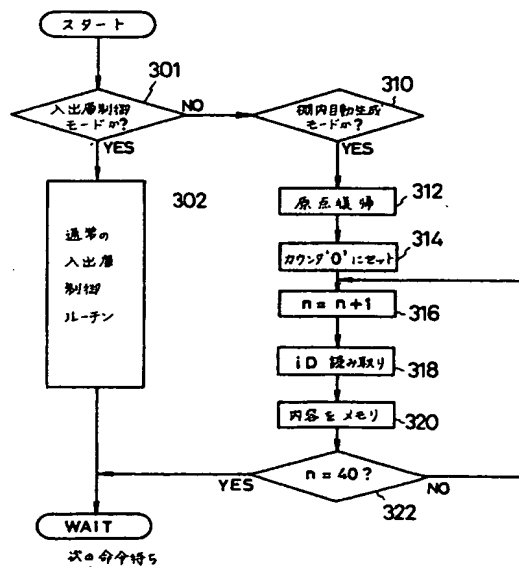 スタート
301
入出庫制御
モードか?
NO
YES
310
棚内自動生成
モードか?
YES
302
通常の
入出庫
制御
ルーチン
原点復帰
312
カウンタ'0'にセット
314
n = n+1
316
iD 読み取り
318
内容をメモリ
320
n = 40 ?
YES
NO
322
WAIT
次の命令待ち